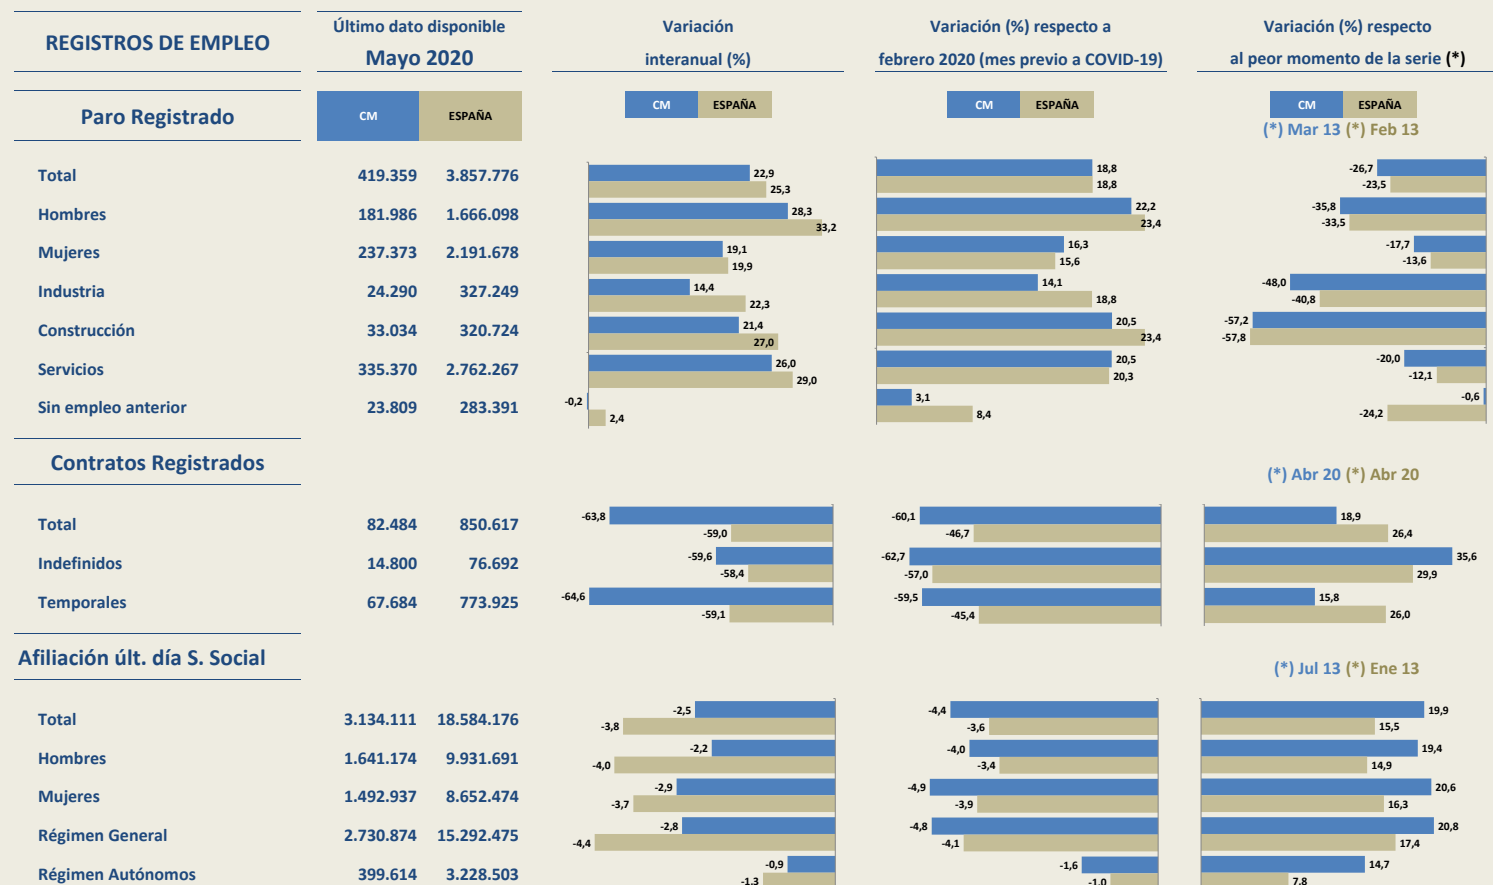 REGISTROS DE EMPLEO
Último dato disponible
Mayo 2020
Variación
interanual (%)
Variación (%) respecto a
febrero 2020 (mes previo a COVID-19)
Variación (%) respecto
al peor momento de la serie (*)
Paro Registrado
CM ESPAÑA
CM ESPAÑA
CM ESPAÑA
CM ESPAÑA
(*) Mar 13 (*) Feb 13
Total 419.359 3.857.776 22,9 25,3 18,8 18,8 -26,7 -23,5
Hombres 181.986 1.666.098 28,3 33,2 22,2 23,4 -35,8 -33,5
Mujeres 237.373 2.191.678 19,1 19,9 16,3 15,6 -17,7 -13,6
Industria 24.290 327.249 14,4 22,3 14,1 18,8 -48,0 -40,8
Construcción 33.034 320.724 21,4 27,0 20,5 23,4 -57,2 -57,8
Servicios 335.370 2.762.267 26,0 29,0 20,5 20,3 -20,0 -12,1
Sin empleo anterior 23.809 283.391 -0,2 2,4 3,1 8,4 -0,6 -24,2
Contratos Registrados
(*) Abr 20 (*) Abr 20
Total 82.484 850.617 -63,8 -59,0 -60,1 -46,7 18,9 26,4
Indefinidos 14.800 76.692 -59,6 -58,4 -62,7 -57,0 35,6 29,9
Temporales 67.684 773.925 -64,6 -59,1 -59,5 -45,4 15,8 26,0
Afiliación últ. día S. Social
(*) Jul 13 (*) Ene 13
Total 3.134.111 18.584.176 -2,5 -3,8 -4,4 -3,6 19,9 15,5
Hombres 1.641.174 9.931.691 -2,2 -4,0 -4,0 -3,4 19,4 14,9
Mujeres 1.492.937 8.652.474 -2,9 -3,7 -4,9 -3,9 20,6 16,3
Régimen General 2.730.874 15.292.475 -2,8 -4,4 -4,8 -4,1 20,8 17,4
Régimen Autónomos 399.614 3.228.503 -0,9 -1,3 -1,6 -1,0 14,7 7,8